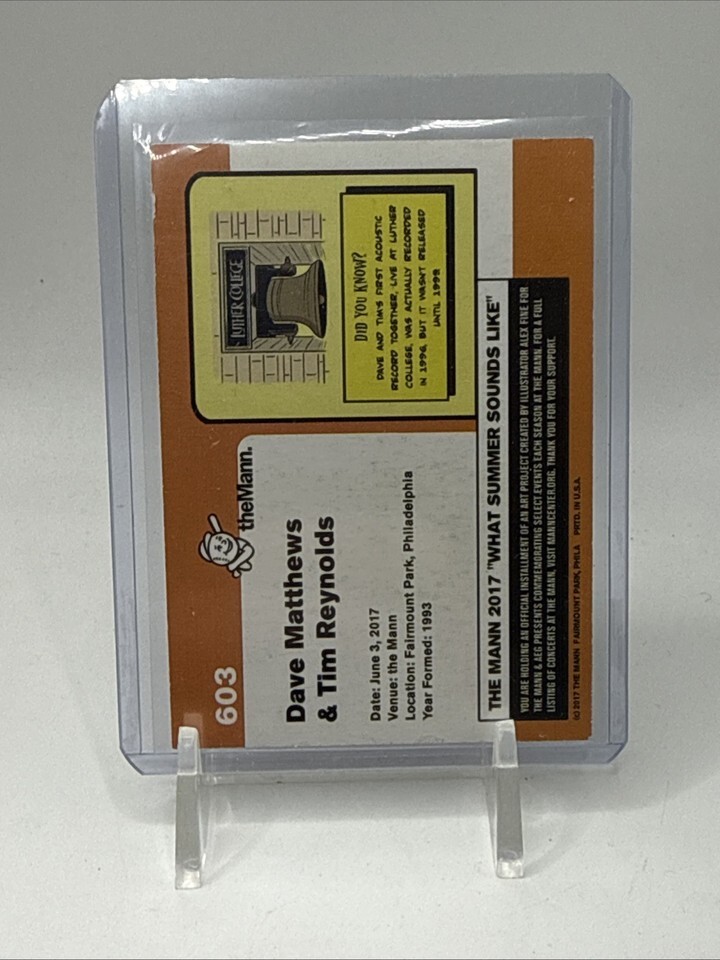 603
theMann.
Dave Matthews
& Tim Reynolds
Date: June 3, 2017
Venue: the Mann
Location: Fairmount Park, Philadelphia
Year Formed: 1993
LUTHER COLLEGE
DID YOU KNOW?
DAVE AND TIM'S FIRST ACOUSTIC
RECORD TOGETHER, LIVE AT LUTHER
COLLEGE, WAS ACTUALLY RECORDED
IN 1996, BUT IT WASN'T RELEASED
UNTIL 1999
THE MANN 2017 "WHAT SUMMER SOUNDS LIKE"
YOU ARE HOLDING AN OFFICIAL INSTALLMENT OF AN ART PROJECT CREATED BY ILLUSTRATOR ALEX FINE FOR
THE MANN & AEG PRESENTS COMMEMORATING SELECT EVENTS EACH SEASON AT THE MANN. FOR A FULL
LISTING OF CONCERTS AT THE MANN, VISIT MANNCENTER.ORG. THANK YOU FOR YOUR SUPPORT.
(c) 2017 THE MANN FAIRMOUNT PARK, PHILA PRTD. IN U.S.A.